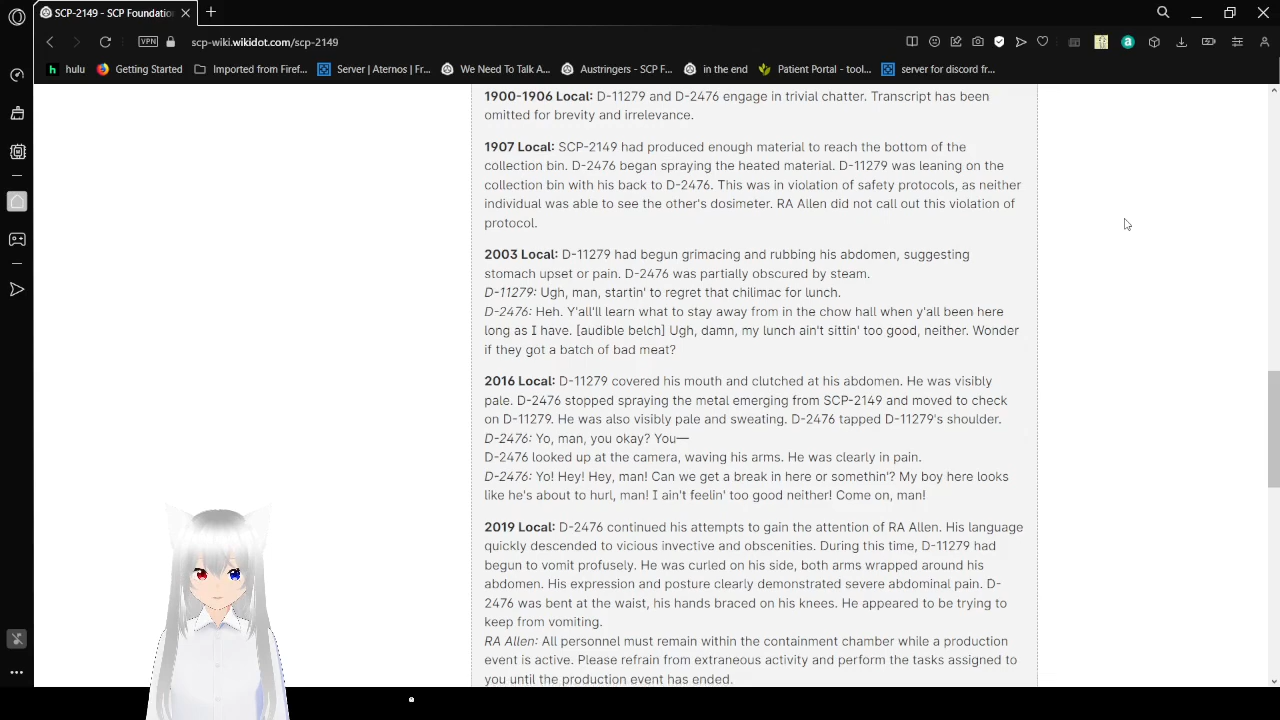 SCP-2149 - SCP Foundation
scp-wiki.wikidot.com/scp-2149
VPN
hulu
Getting Started
Imported from Firef...
Server | Aternos | Fr...
We Need To Talk A...
Austringers - SCP F...
in the end
Patient Portal - tool...
server for discord fr...
1900-1906 Local: D-11279 and D-2476 engage in trivial chatter. Transcript has been
omitted for brevity and irrelevance.
1907 Local: SCP-2149 had produced enough material to reach the bottom of the
collection bin. D-2476 began spraying the heated material. D-11279 was leaning on the
collection bin with his back to D-2476. This was in violation of safety protocols, as neither
individual was able to see the other's dosimeter. RA Allen did not call out this violation of
protocol.
2003 Local: D-11279 had begun grimacing and rubbing his abdomen, suggesting
stomach upset or pain. D-2476 was partially obscured by steam.
D-11279: Ugh, man, startin' to regret that chilimac for lunch.
D-2476: Heh. Y'all'll learn what to stay away from in the chow hall when y'all been here
long as I have. [audible belch] Ugh, damn, my lunch ain't sittin' too good, neither. Wonder
if they got a batch of bad meat?
2016 Local: D-11279 covered his mouth and clutched at his abdomen. He was visibly
pale. D-2476 stopped spraying the metal emerging from SCP-2149 and moved to check
on D-11279. He was also visibly pale and sweating. D-2476 tapped D-11279's shoulder.
D-2476: Yo, man, you okay? You—
D-2476 looked up at the camera, waving his arms. He was clearly in pain.
D-2476: Yo! Hey! Hey, man! Can we get a break in here or somethin'? My boy here looks
like he's about to hurl, man! I ain't feelin' too good neither! Come on, man!
2019 Local: D-2476 continued his attempts to gain the attention of RA Allen. His language
quickly descended to vicious invective and obscenities. During this time, D-11279 had
begun to vomit profusely. He was curled on his side, both arms wrapped around his
abdomen. His expression and posture clearly demonstrated severe abdominal pain. D-
2476 was bent at the waist, his hands braced on his knees. He appeared to be trying to
keep from vomiting.
RA Allen: All personnel must remain within the containment chamber while a production
event is active. Please refrain from extraneous activity and perform the tasks assigned to
you until the production event has ended.